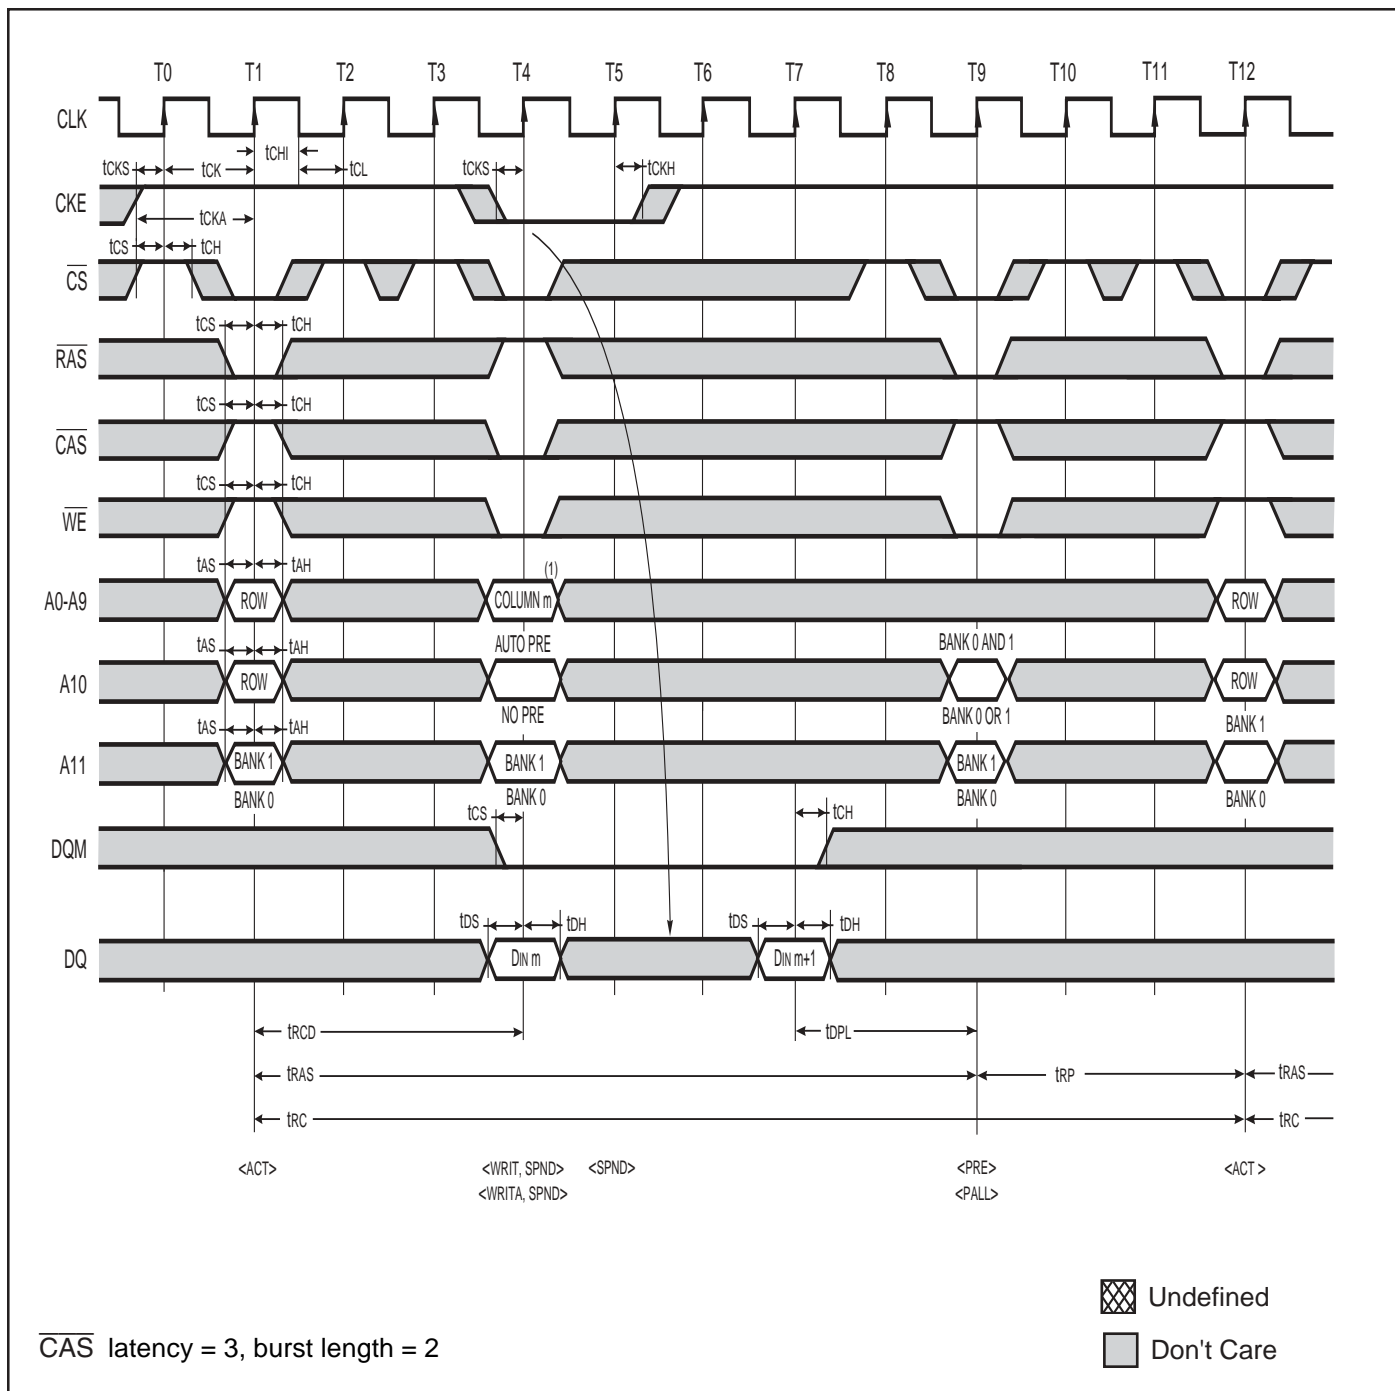 T0 T1 T2 T3 T4 T5 T6 T7 T8 T9 T10 T11 T12
CLK
tCHI
tCKS tCK tCL tCKS tCKH
CKE
tCKA
tCS tCH
CS
tCS tCH
RAS
tCS tCH
CAS
tCS tCH
WE
tAS tAH (1)
A0-A9 ROW COLUMN m ROW
tAS tAH AUTO PRE BANK 0 AND 1
A10 ROW ROW
NO PRE BANK 0 OR 1 BANK 1
tAS tAH
A11 BANK 1 BANK 1 BANK 1
BANK 0 BANK 0 BANK 0 BANK 0
tCS tCH
DQM
tDS tDH tDS tDH
DQ DIN m DIN m+1
tRCD tDPL
tRAS tRP tRAS
tRC tRC
<ACT> <WRIT, SPND> <SPND> <PRE> <ACT >
<WRITA, SPND> <PALL>
Undefined
CAS latency = 3, burst length = 2
Don't Care